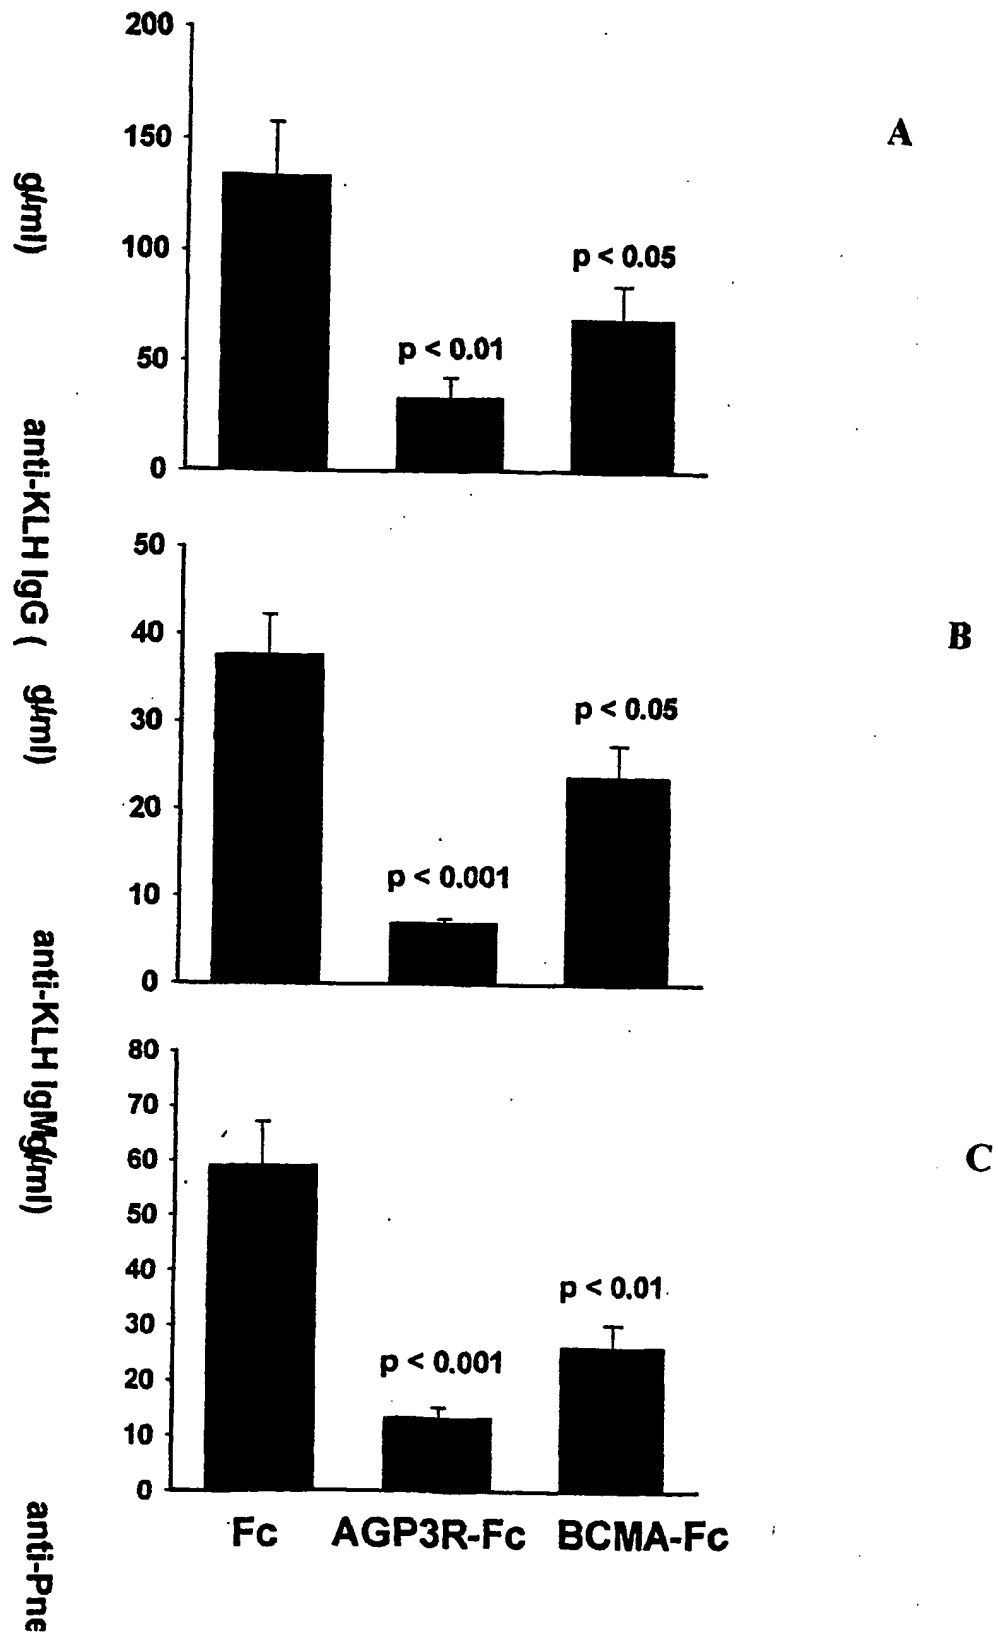 200
150
100
50
0
p < 0.01
p < 0.05
A
anti-KLH IgG ( g/ml)
50
40
30
20
10
0
p < 0.001
p < 0.05
B
anti-KLH IgM g/ml)
80
70
60
50
40
30
20
10
0
p < 0.001
p < 0.01
C
anti-Pne g/ml)
Fc AGP3R-Fc BCMA-Fc